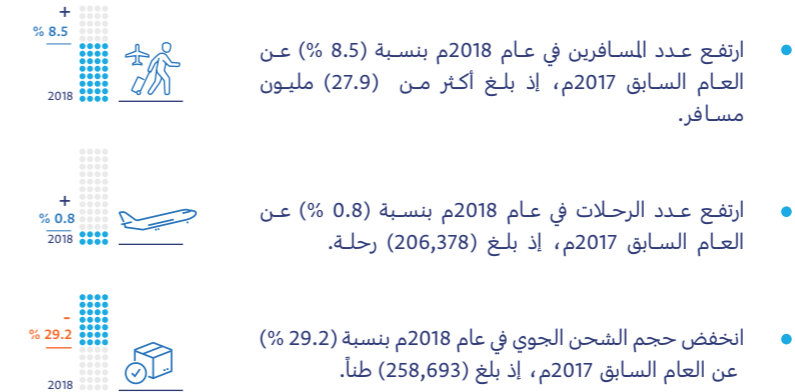 +
% 8.5
2018
ارتفع عدد المسافرين في عام 2018م بنسبة (8.5 %) عن
العام السابق 2017م، إذ بلغ أكثر من (27.9) مليون
مسافر.
+
% 0.8
2018
ارتفع عدد الرحلات في عام 2018م بنسبة (0.8 %) عن
العام السابق 2017م، إذ بلغ (206,378) رحلة.
-
% 29.2
2018
انخفض حجم الشحن الجوي في عام 2018م بنسبة (29.2 %)
عن العام السابق 2017م، إذ بلغ (258,693) طناً.